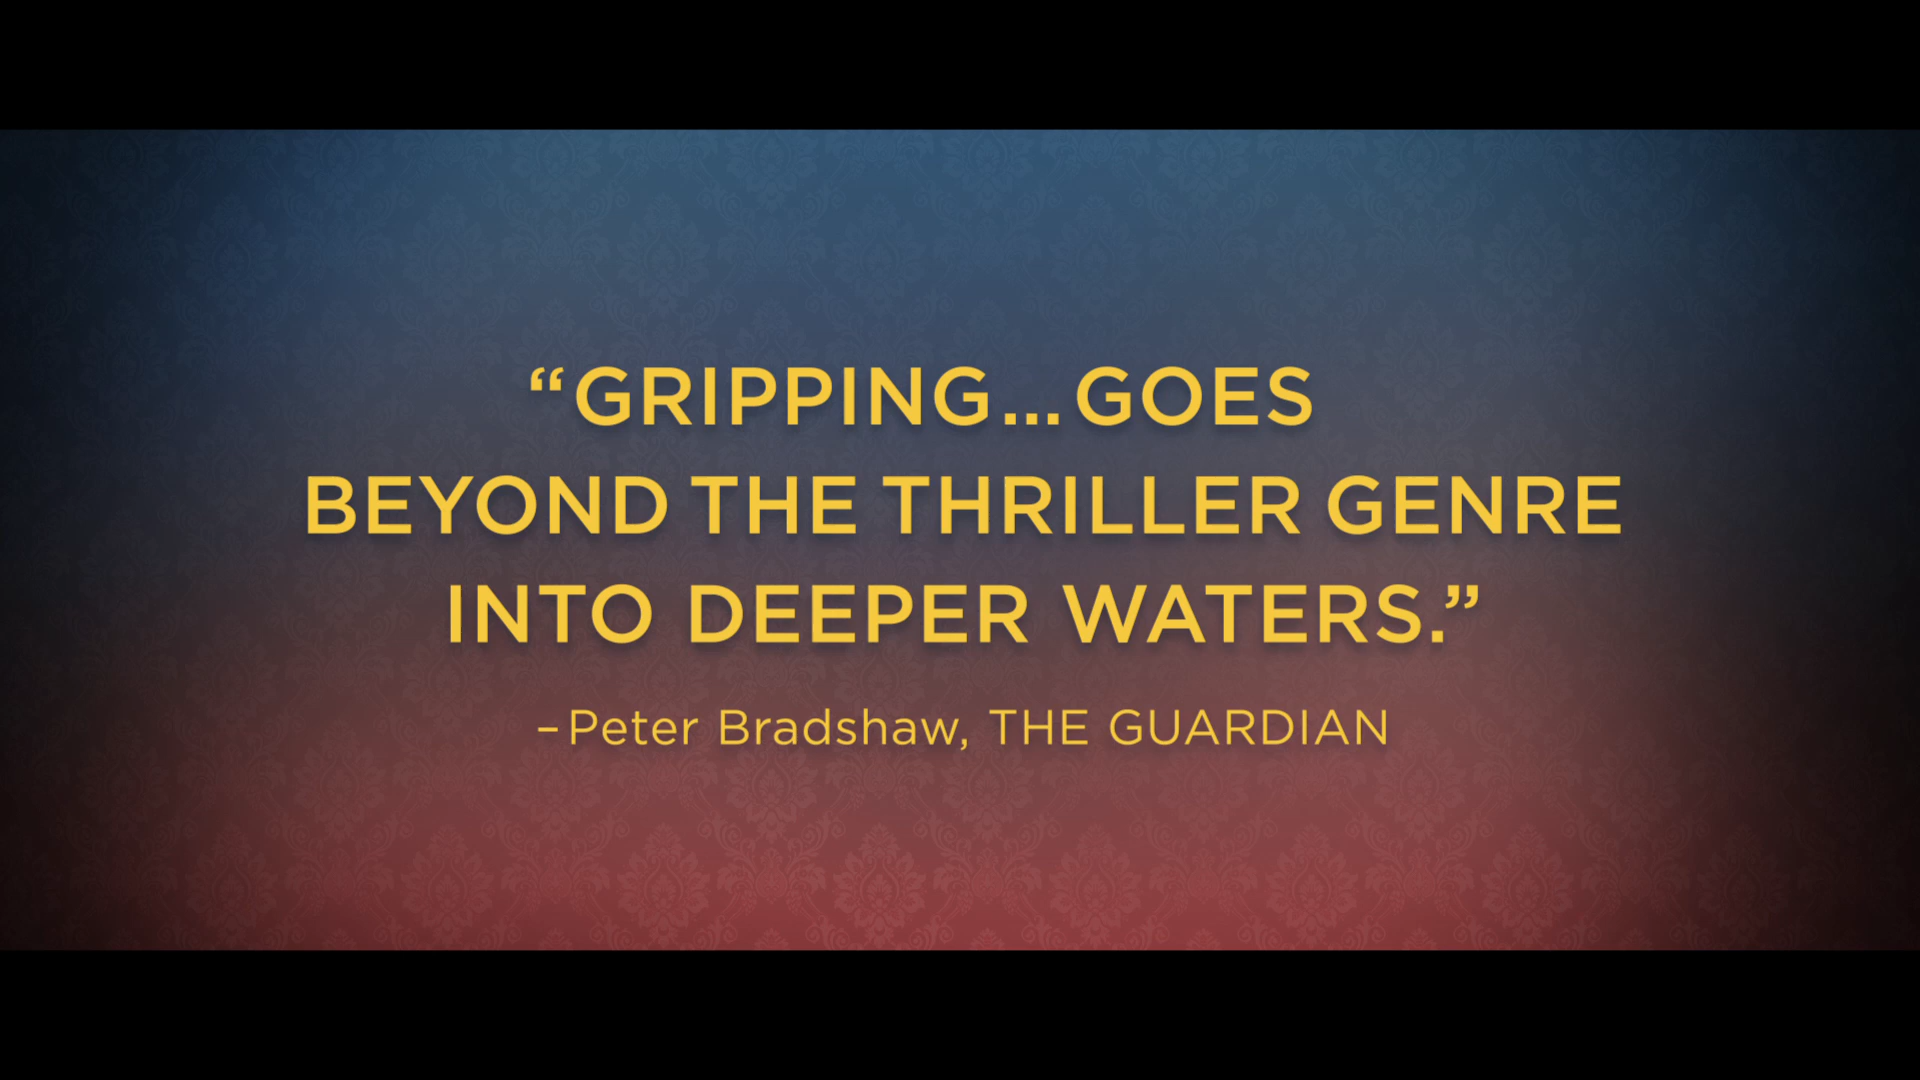 “GRIPPING...GOES
BEYOND THE THRILLER GENRE
INTO DEEPER WATERS.”
–Peter Bradshaw, THE GUARDIAN